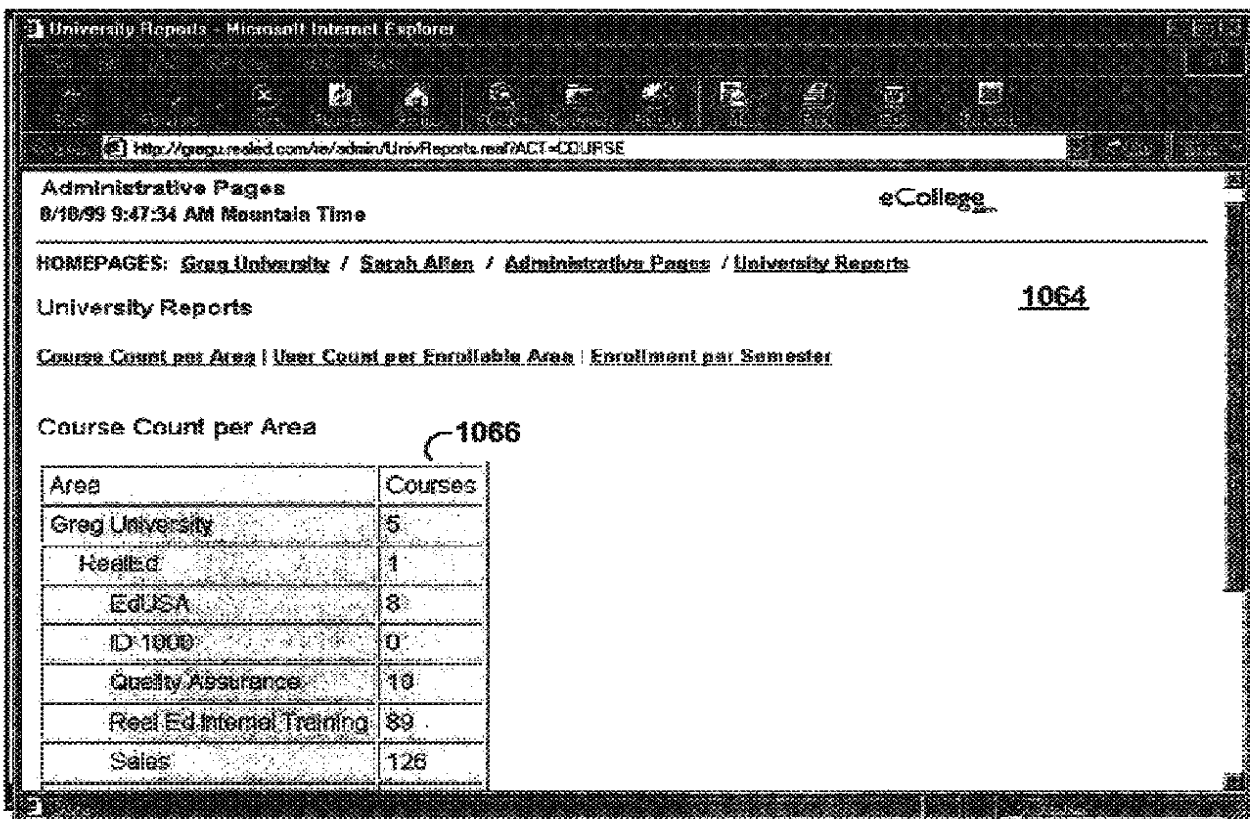 University Reports - Microsoft Internet Explorer
http://gregu.realed.com/re/admin/UnivReports.real?ACT=COURSE
Administrative Pages
8/10/99 9:47:34 AM Mountain Time
eCollege
HOMEPAGES: Greg University / Sarah Allen / Administrative Pages / University Reports
1064
University Reports
Course Count per Area | User Count per Enrollable Area | Enrollment per Semester
Course Count per Area
1066
Area Courses
Greg University 5
RealEd 1
EdUSA 8
ID 1000 0
Quality Assurance 10
Real Ed Internal Training 89
Sales 126